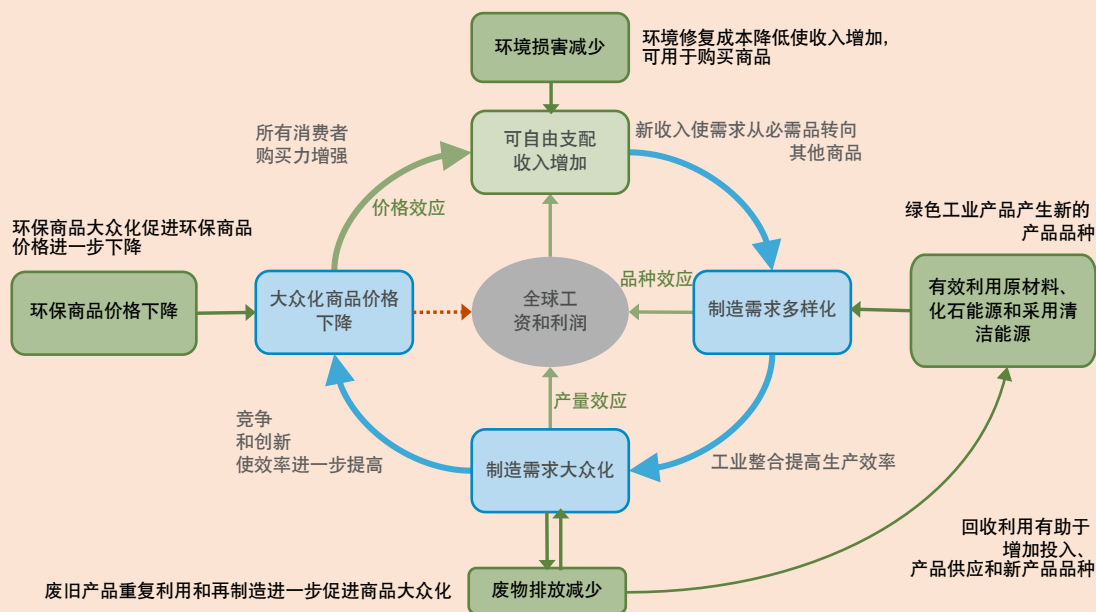 环境损害减少
环境修复成本降低使收入增加,
可用于购买商品
所有消费者
购买力增强
可自由支配
收入增加
新收入使需求从必需品转向
其他商品
价格效应
环保商品大众化促进环保商品
价格进一步下降
绿色工业产品产生新的
产品品种
环保商品价格下降
大众化商品价格
下降
全球工
资和利润
品种效应
制造需求多样化
有效利用原材料、
化石能源和采用清
洁能源
产量效应
竞争
和创新
使效率进一步提高
制造需求大众化
工业整合提高生产效率
回收利用有助于
增加投入、
产品供应和新产品品种
废旧产品重复利用和再制造进一步促进商品大众化
废物排放减少